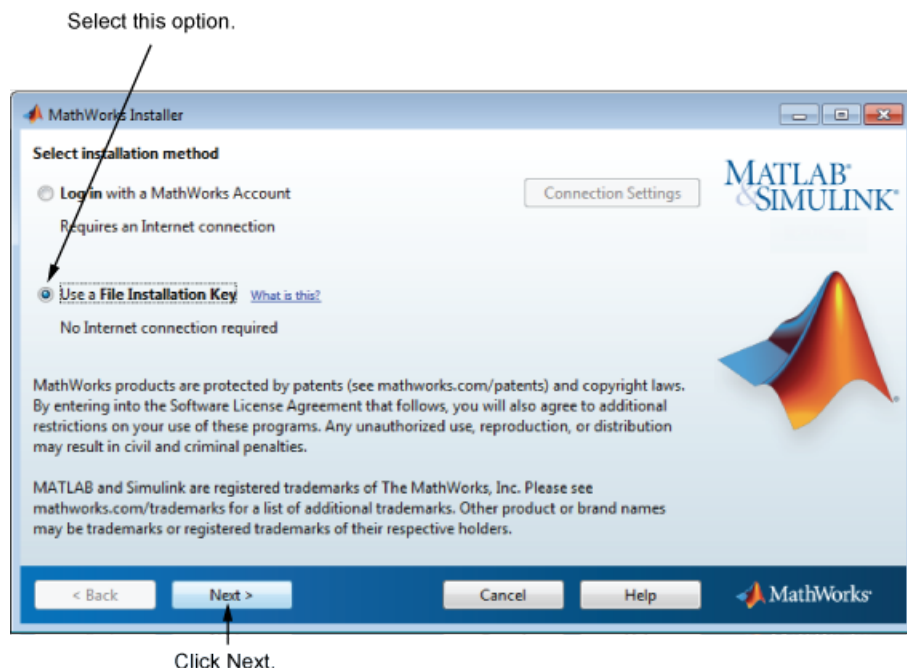 Select this option.
MathWorks Installer
Select installation method
Log in with a MathWorks Account
Connection Settings
Requires an Internet connection
MATLAB®
&SIMULINK®
Use a File Installation Key What is this?
No Internet connection required
MathWorks products are protected by patents (see mathworks.com/patents) and copyright laws.
By entering into the Software License Agreement that follows, you will also agree to additional
restrictions on your use of these programs. Any unauthorized use, reproduction, or distribution
may result in civil and criminal penalties.
MATLAB and Simulink are registered trademarks of The MathWorks, Inc. Please see
mathworks.com/trademarks for a list of additional trademarks. Other product or brand names
may be trademarks or registered trademarks of their respective holders.
< Back
Next >
Cancel
Help
MathWorks®
Click Next.